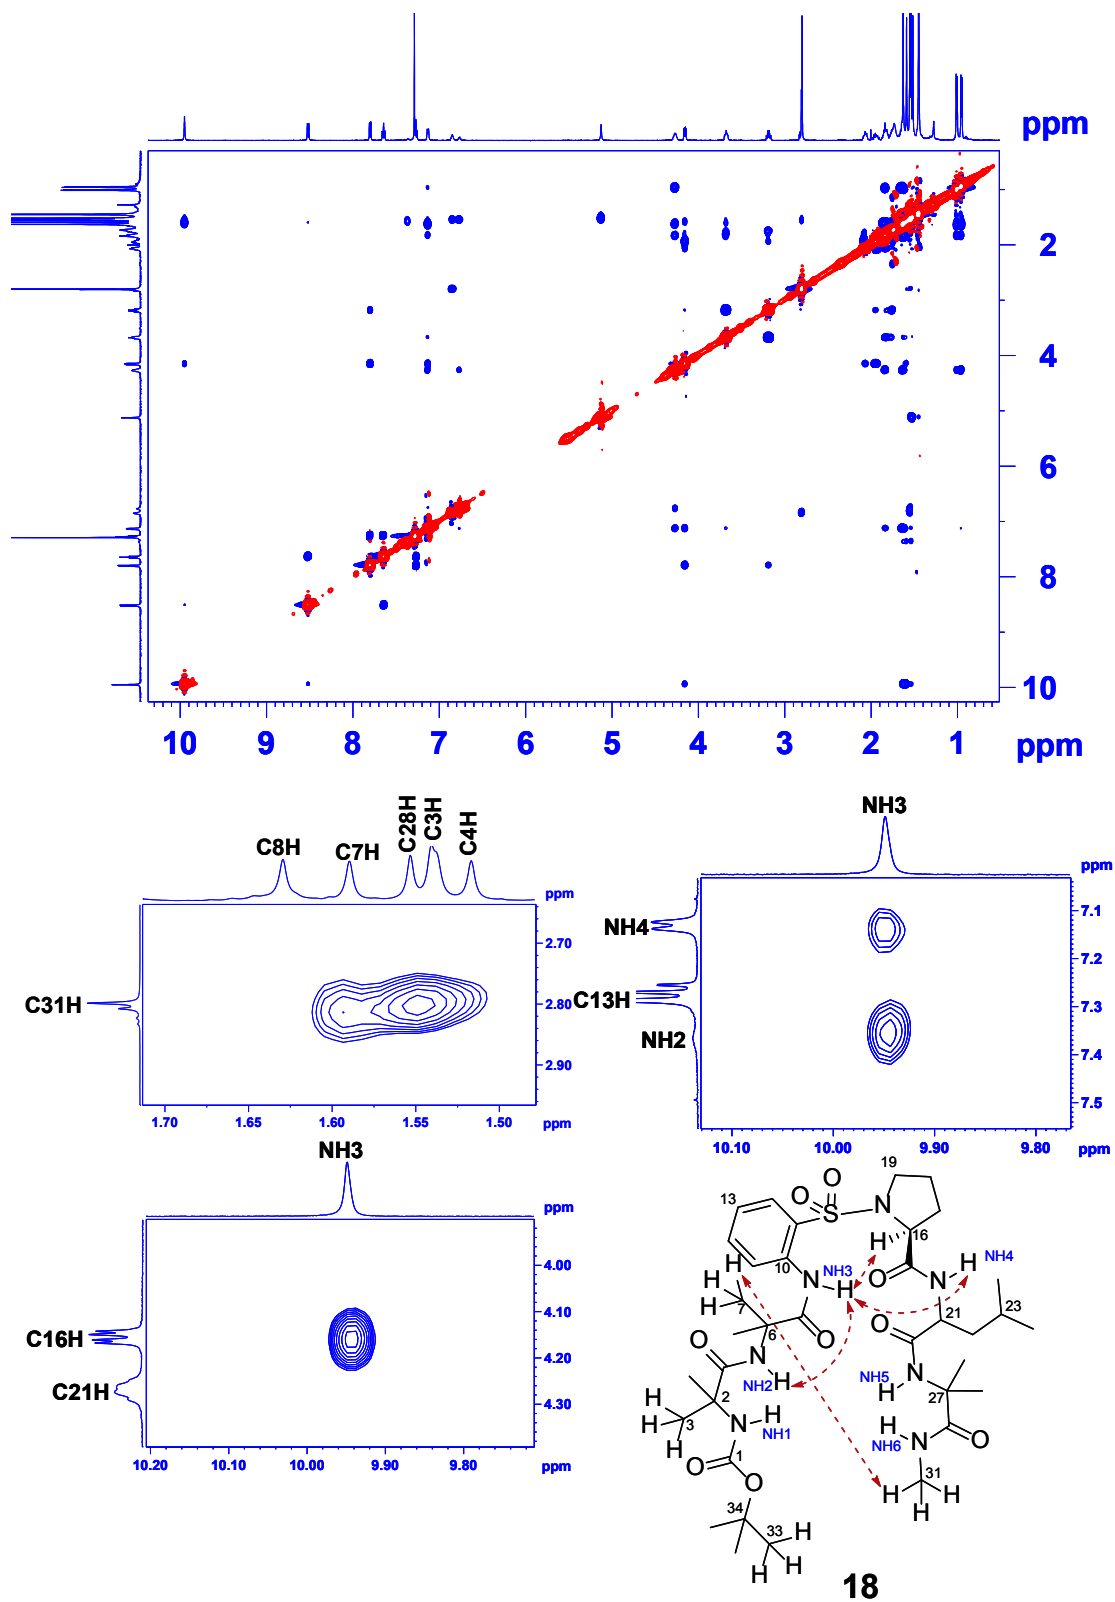 ppm
2
4
6
8
10
10 9 8 7 6 5 4 3 2 1 ppm
C8H C7H C28H C3H C4H
ppm
C31H
2.70
2.80
2.90
1.70 1.65 1.60 1.55 1.50 ppm
NH3
ppm
NH4
C13H
NH2
7.1
7.2
7.3
7.4
7.5
10.10 10.00 9.90 9.80 ppm
NH3
ppm
C16H
C21H
4.00
4.10
4.20
4.30
10.20 10.00 9.90 9.80 ppm
O 19
13 O S N
H 16
H 10 NH3 O NH4 H
H N H N
H 7 21 23
6 O O
O N N
NH2 H NH5 H 27
H 2 H
3 N H NH6 N O
H NH1
H 1 31
O O H H
34 H
33 H
H H
18